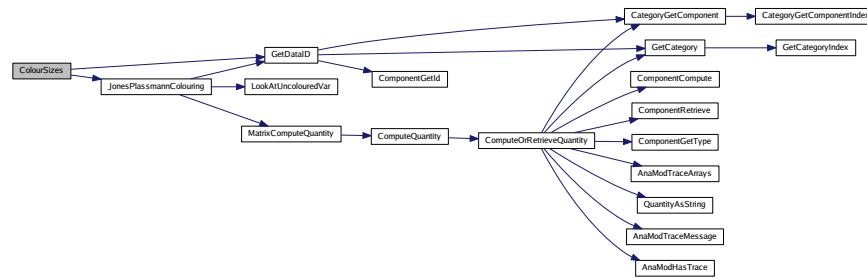 ColourSizes
GetDataID
JonesPlassmannColouring
ComponentGetId
LookAtUncolouredVar
MatrixComputeQuantity
ComputeQuantity
ComputeOrRetrieveQuantity
CategoryGetComponent
CategoryGetComponentIndex
GetCategory
GetCategoryIndex
ComponentCompute
ComponentRetrieve
ComponentGetType
AnaModTraceArrays
QuantityAsString
AnaModTraceMessage
AnaModHasTrace